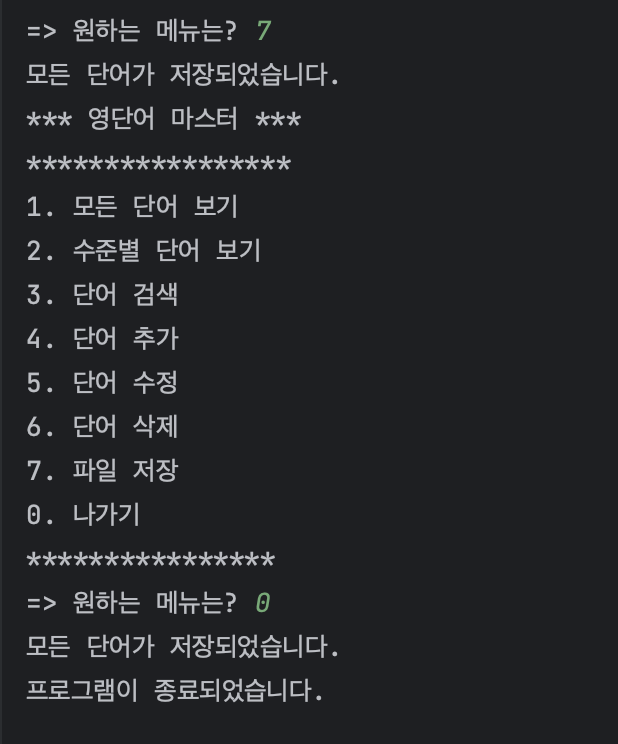 => 원하는 메뉴는? 7
모든 단어가 저장되었습니다.
*** 영단어 마스터 ***
*****************
1. 모든 단어 보기
2. 수준별 단어 보기
3. 단어 검색
4. 단어 추가
5. 단어 수정
6. 단어 삭제
7. 파일 저장
0. 나가기
****************
=> 원하는 메뉴는? 0
모든 단어가 저장되었습니다.
프로그램이 종료되었습니다.